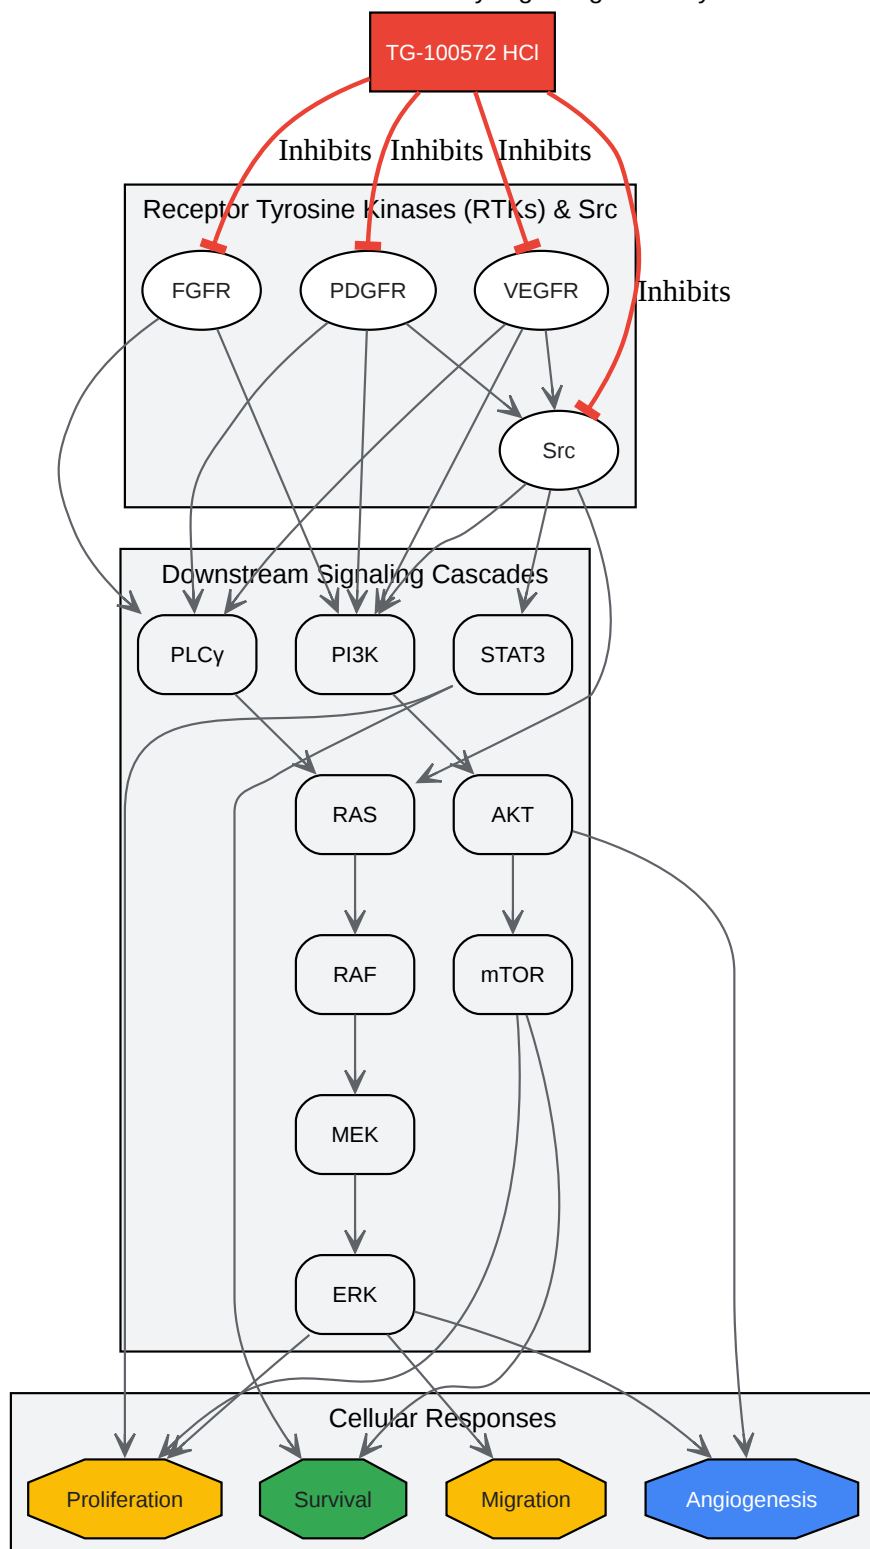 TG-100572 HCl
Inhibits Inhibits Inhibits
Receptor Tyrosine Kinases (RTKs) & Src
FGFR PDGFR VEGFR
Inhibits
Src
Downstream Signaling Cascades
PLCγ PI3K STAT3
RAS AKT
RAF mTOR
MEK
ERK
Cellular Responses
Proliferation Survival Migration Angiogenesis